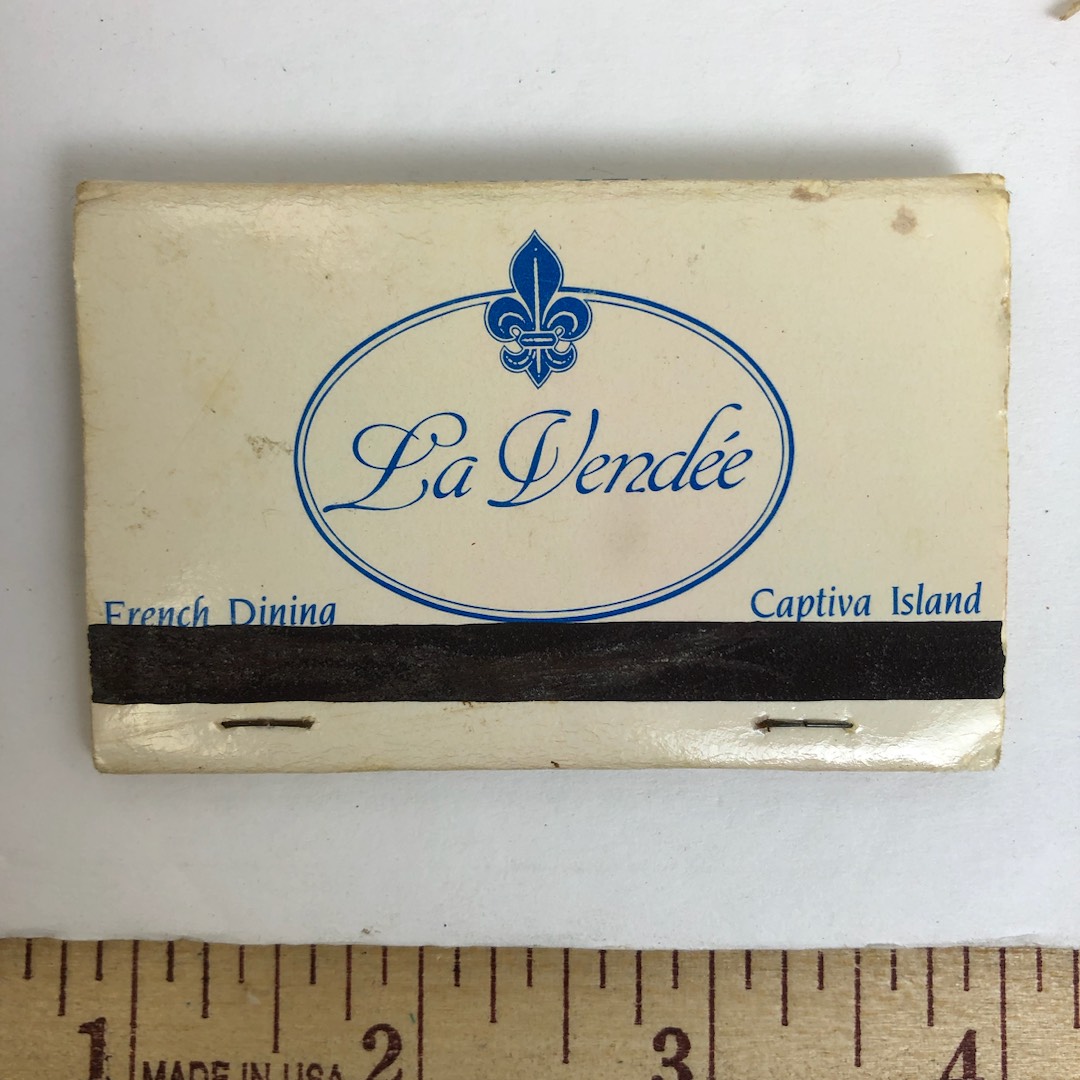 La Vendée
French Dining Captiva Island
1 2 3 4
MADE IN USA